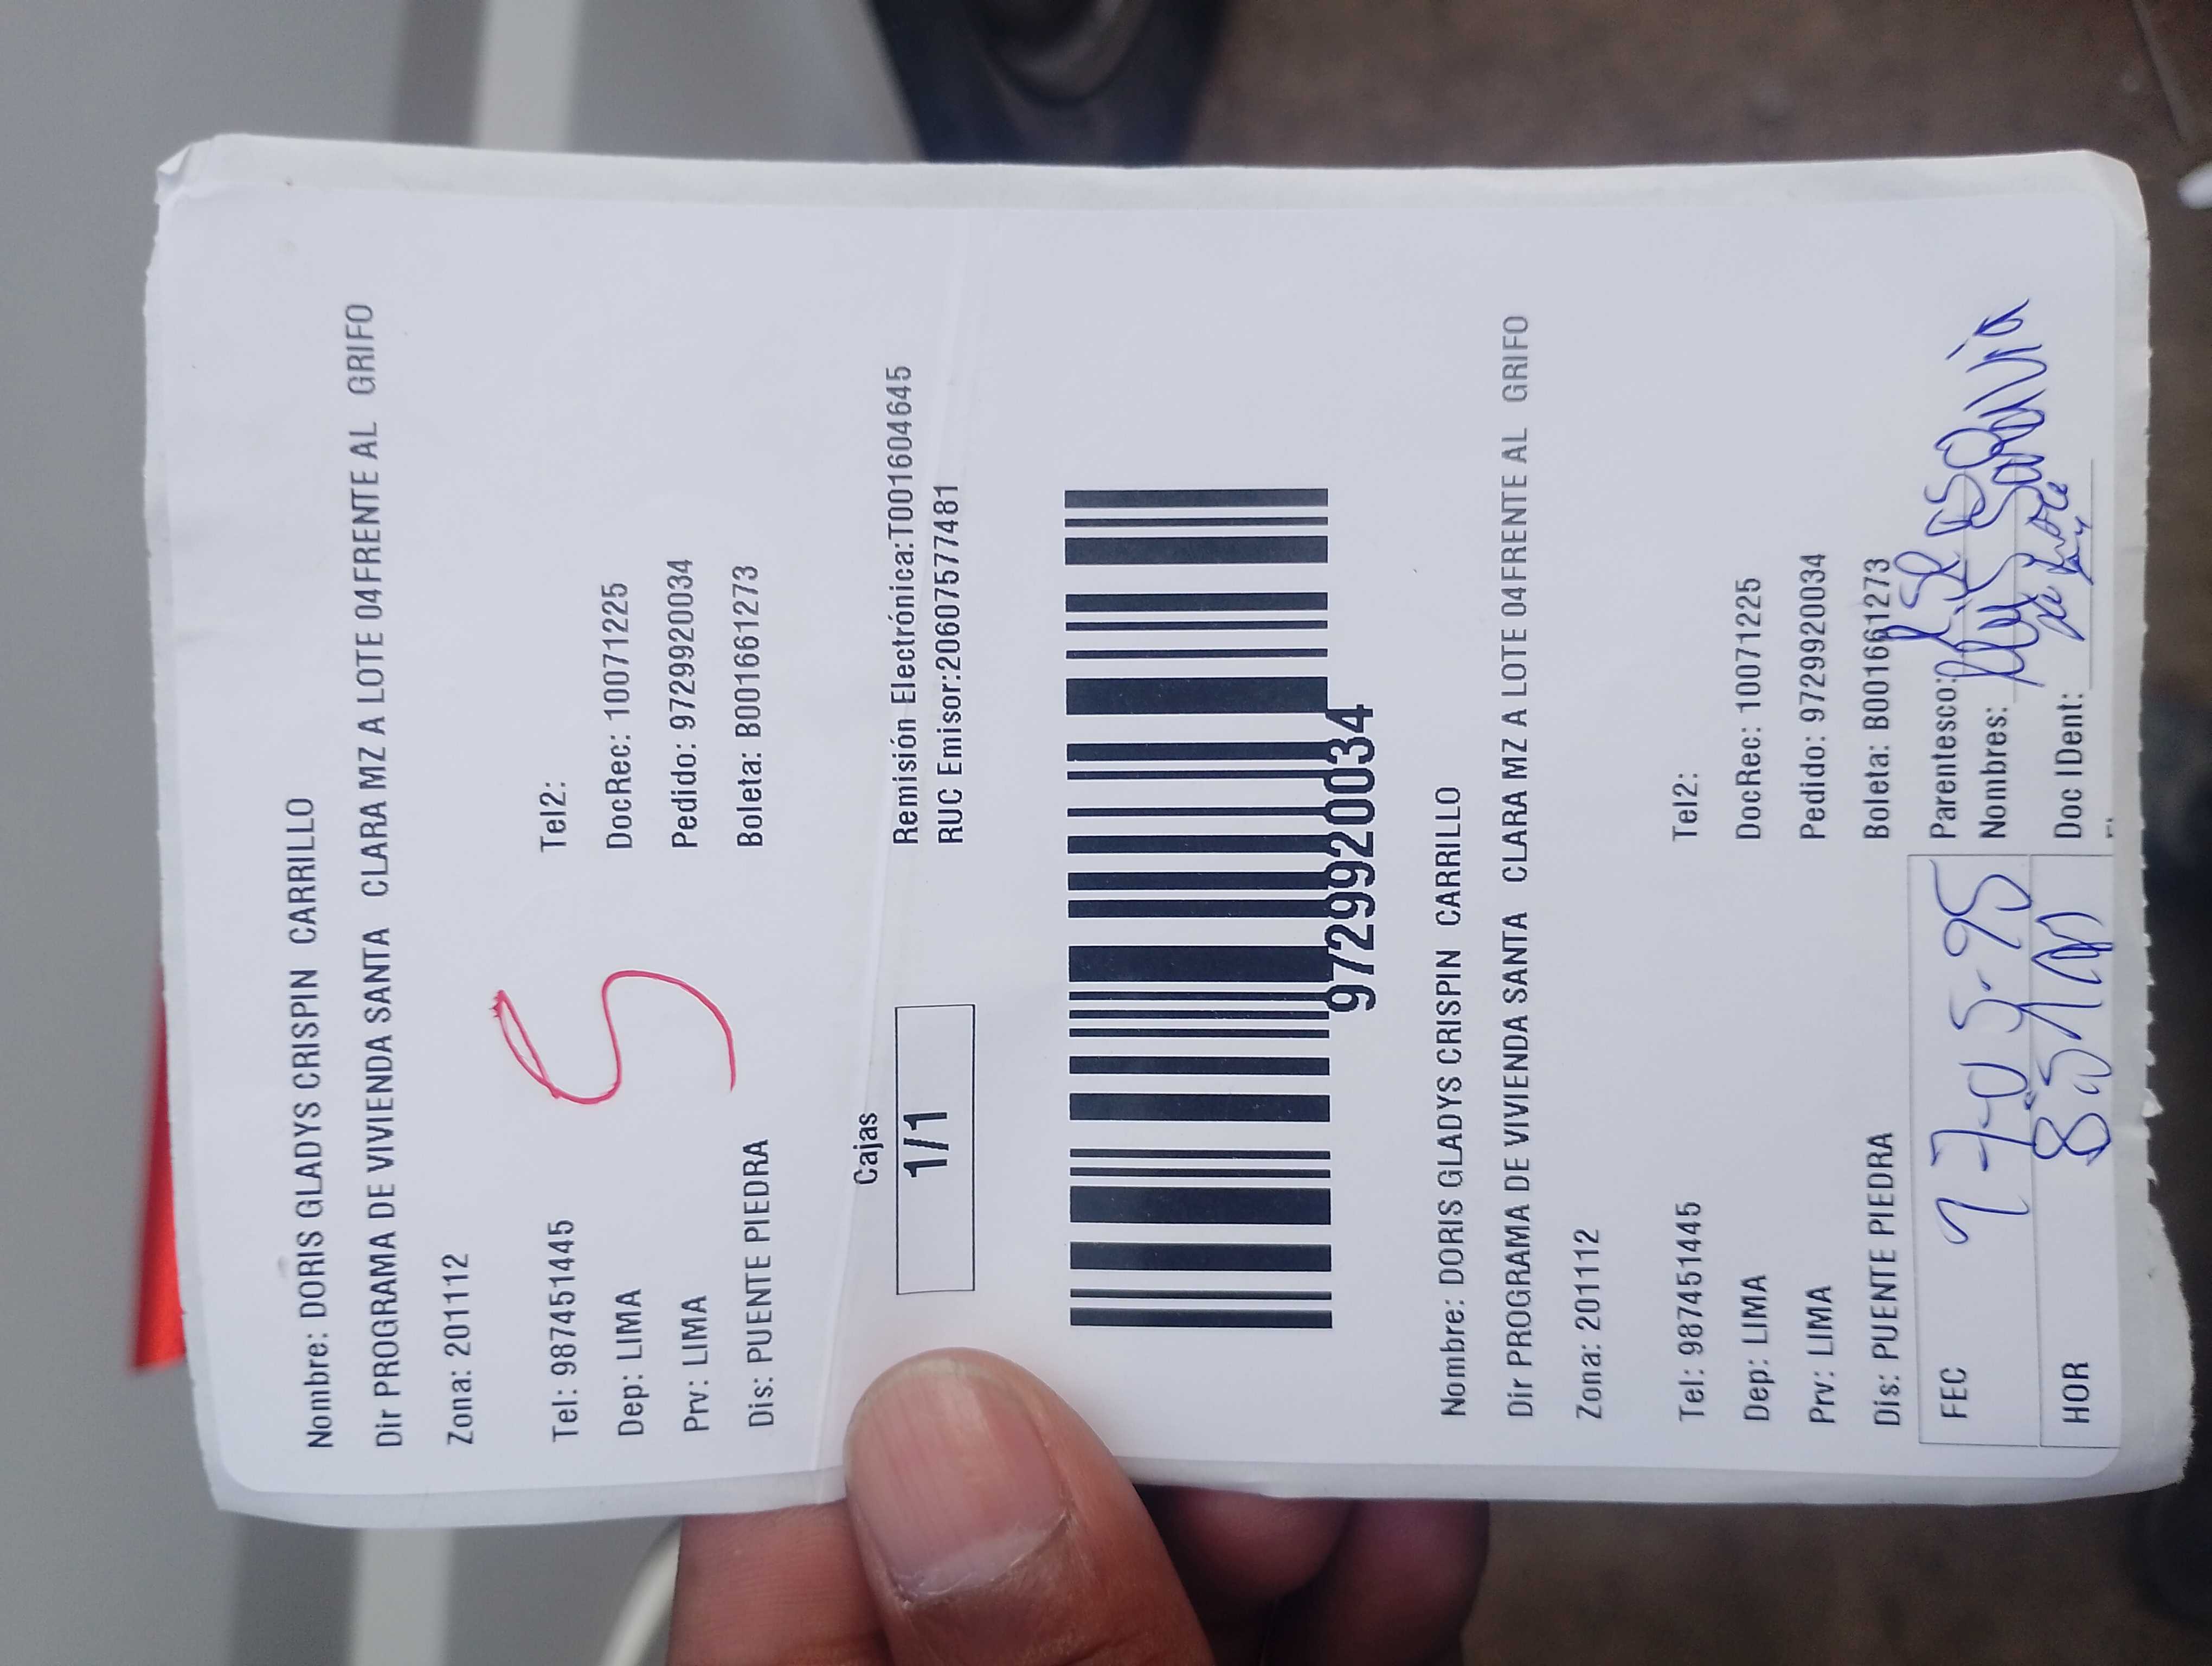 Nombre: DORIS GLADYS CRISPIN CARRILLO
Dir PROGRAMA DE VIVIENDA SANTA CLARA MZ A LOTE 04FRENTE AL GRIFO
Zona: 201112
Tel: 987451445 Tel2:
Dep: LIMA DocRec: 10071225
Prv: LIMA Pedido: 9729920034
Dis: PUENTE PIEDRA Boleta: B001661273
S
Cajas
1/1
Remisión Electrónica:T001604645
RUC Emisor:20607577481
9729920034
Nombre: DORIS GLADYS CRISPIN CARRILLO
Dir PROGRAMA DE VIVIENDA SANTA CLARA MZ A LOTE 04FRENTE AL GRIFO
Zona: 201112
Tel: 987451445 Tel2:
Dep: LIMA DocRec: 10071225
Prv: LIMA Pedido: 9729920034
Dis: PUENTE PIEDRA Boleta: B001661273
FEC Parentesco:
Nombres:
HOR Doc IDent: